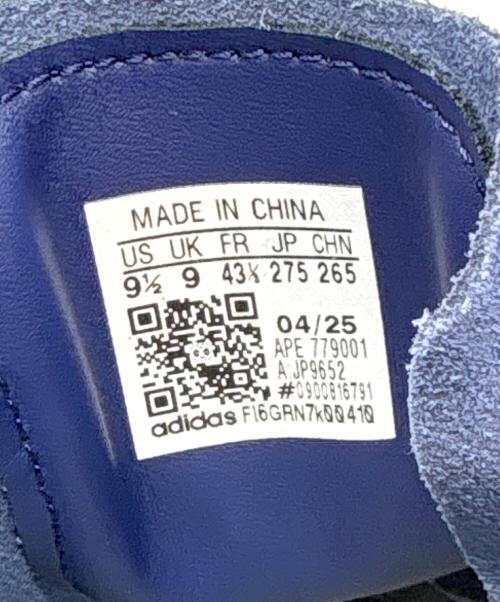 MADE IN CHINA
US UK FR JP CHN
9½ 9 43⅓ 275 265
04/25
APE 779001
A:JP9652
#0900816791
adidas FI6GRN7k00410